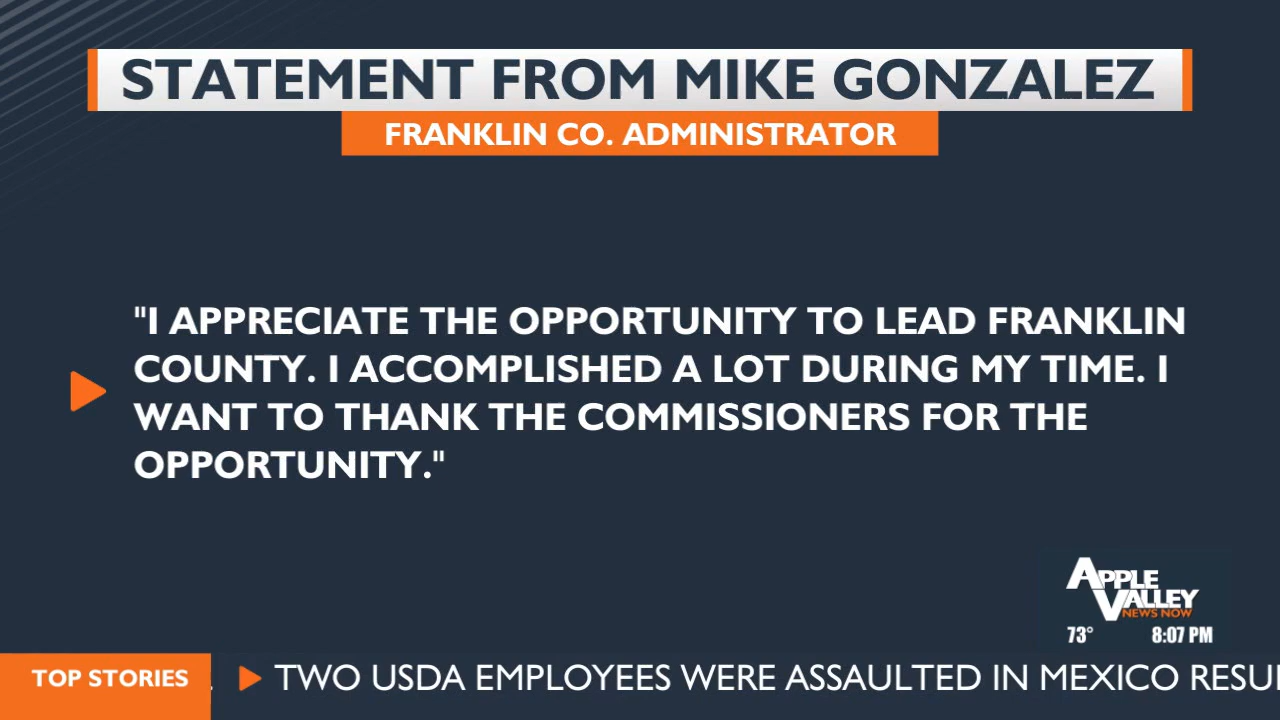 STATEMENT FROM MIKE GONZALEZ
FRANKLIN CO. ADMINISTRATOR
"I APPRECIATE THE OPPORTUNITY TO LEAD FRANKLIN
COUNTY. I ACCOMPLISHED A LOT DURING MY TIME. I
WANT TO THANK THE COMMISSIONERS FOR THE
OPPORTUNITY."
APPLE
VALLEY
NEWS NOW
73° 8:07 PM
TOP STORIES TWO USDA EMPLOYEES WERE ASSAULTED IN MEXICO